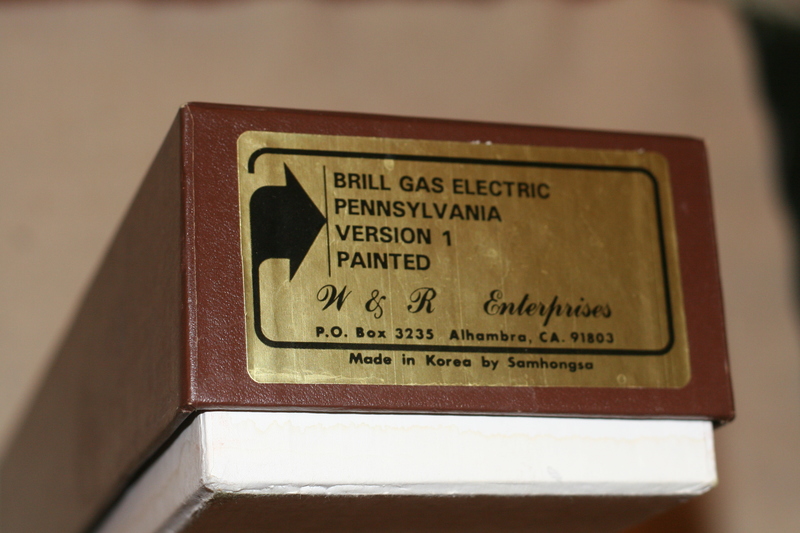 BRILL GAS ELECTRIC
PENNSYLVANIA
VERSION 1
PAINTED
W & R Enterprises
P.O. Box 3235 Alhambra, CA. 91803
Made in Korea by Samhongsa